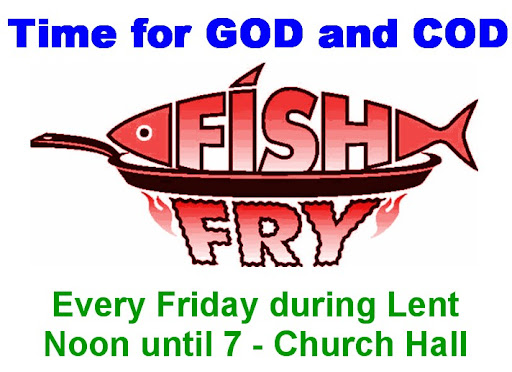 Time for GOD and COD
FISH
FRY
Every Friday during Lent
Noon until 7 - Church Hall